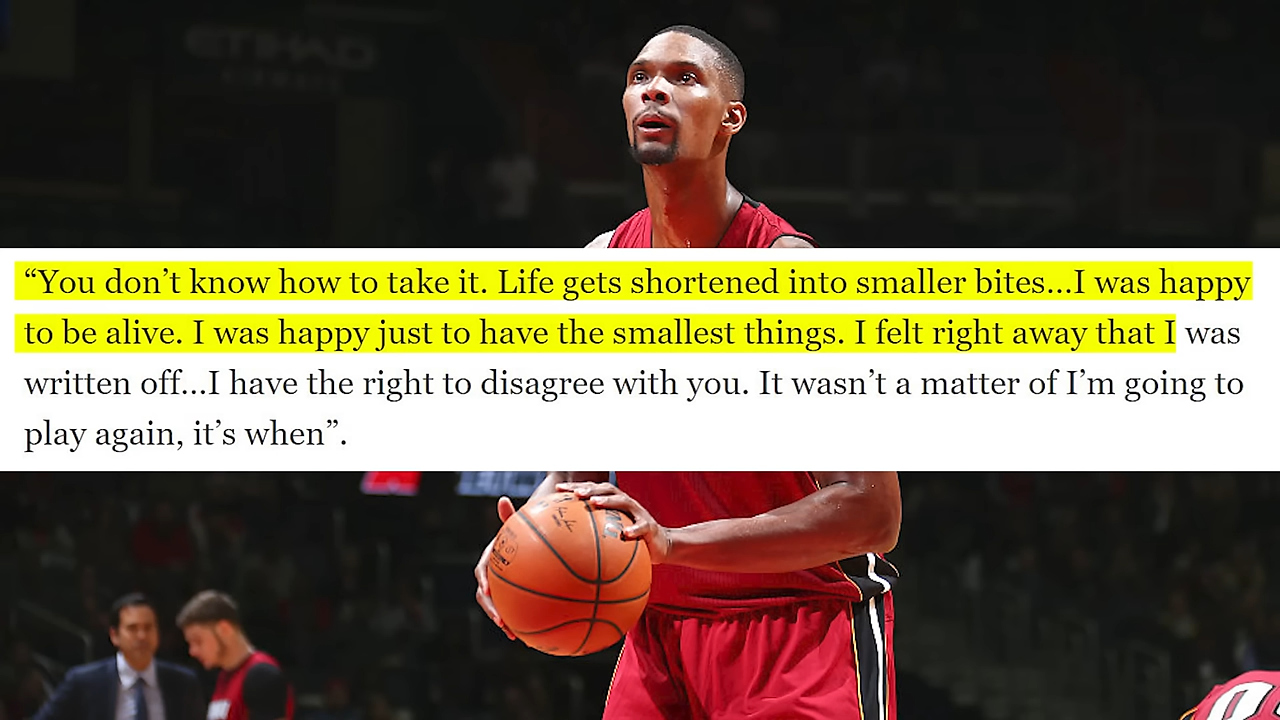 ETIHAD
“You don’t know how to take it. Life gets shortened into smaller bites...I was happy
to be alive. I was happy just to have the smallest things. I felt right away that I was
written off...I have the right to disagree with you. It wasn’t a matter of I’m going to
play again, it’s when”.